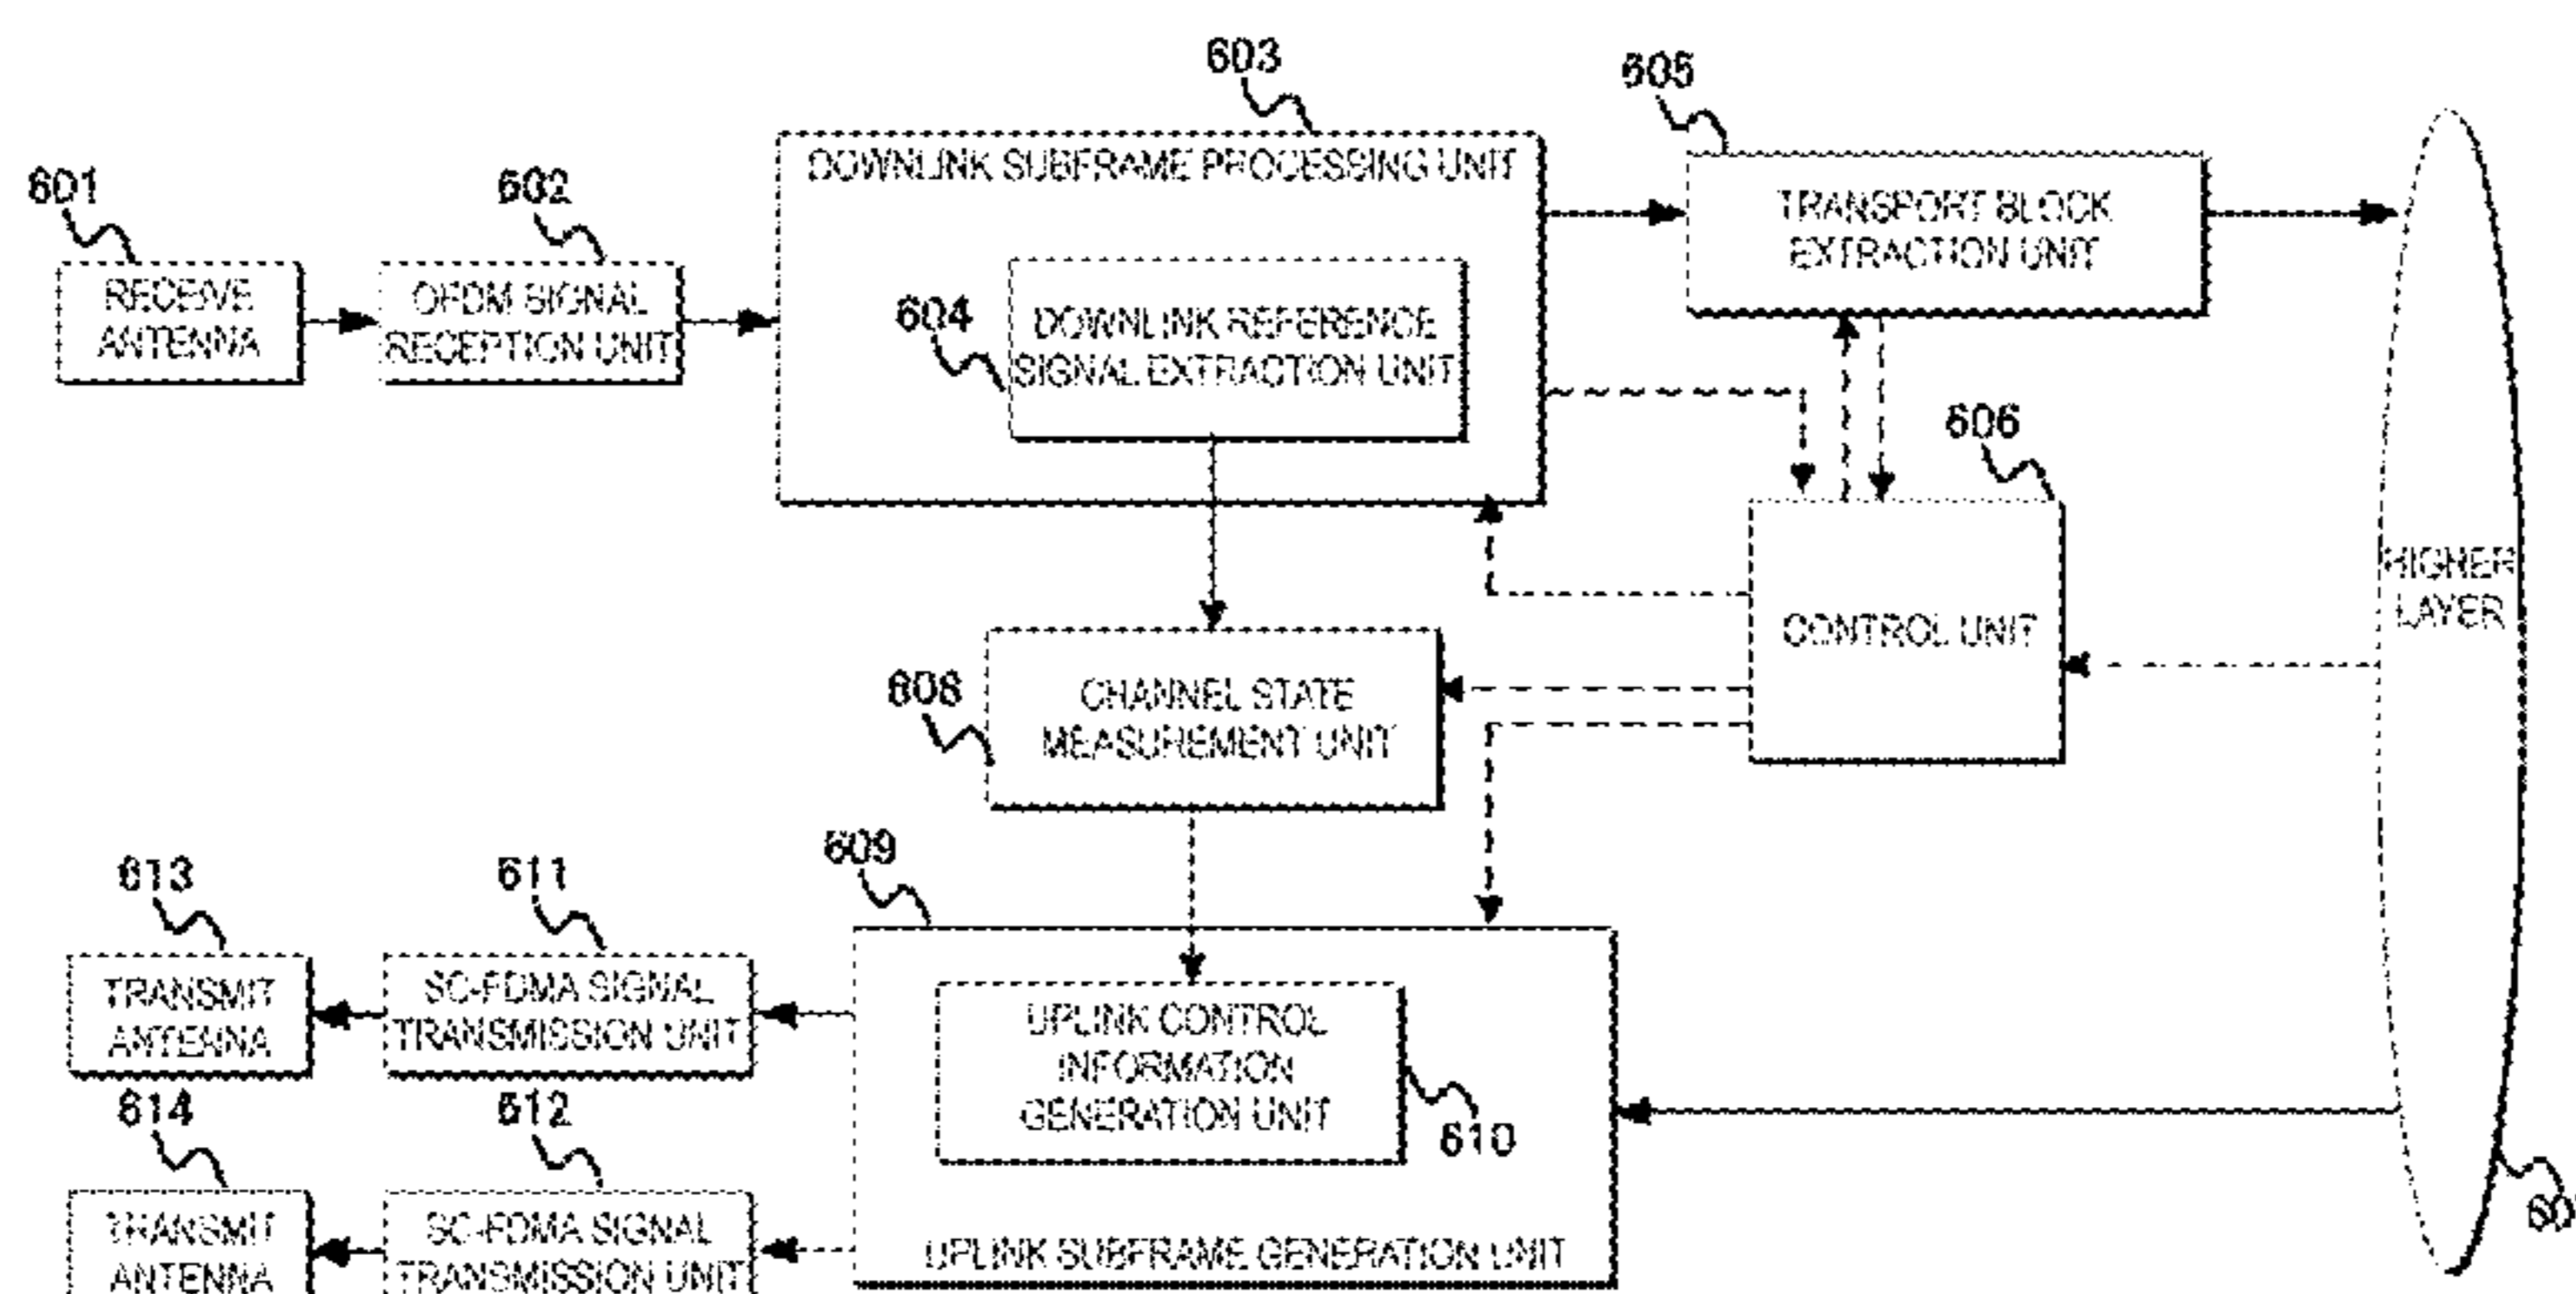 603
605
601
602
DOWNLINK SUBFRAME PROCESSING UNIT
TRANSPORT BLOCK
EXTRACTION UNIT
RECEIVE
ANTENNA
OFDM SIGNAL
RECEPTION UNIT
604
DOWNLINK REFERENCE
SIGNAL EXTRACTION UNIT
606
HIGHER
LAYER
CONTROL UNIT
608
CHANNEL STATE
MEASUREMENT UNIT
609
613
611
TRANSMIT
ANTENNA
SC-FDMA SIGNAL
TRANSMISSION UNIT
UPLINK CONTROL
INFORMATION
GENERATION UNIT
610
614
612
TRANSMIT
ANTENNA
SC-FDMA SIGNAL
TRANSMISSION UNIT
UPLINK SUBFRAME GENERATION UNIT